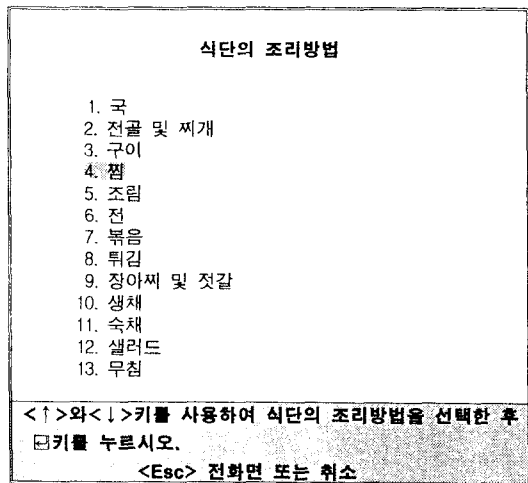 식단의 조리방법
1. 국
2. 전골 및 찌개
3. 구이
4. 찜
5. 조림
6. 전
7. 볶음
8. 튀김
9. 장아찌 및 젓갈
10. 생채
11. 숙채
12. 샐러드
13. 무침
<↑>와<↓>키를 사용하여 식단의 조리방법을 선택한 후
⏎키를 누르시오.
<Esc> 전화면 또는 취소